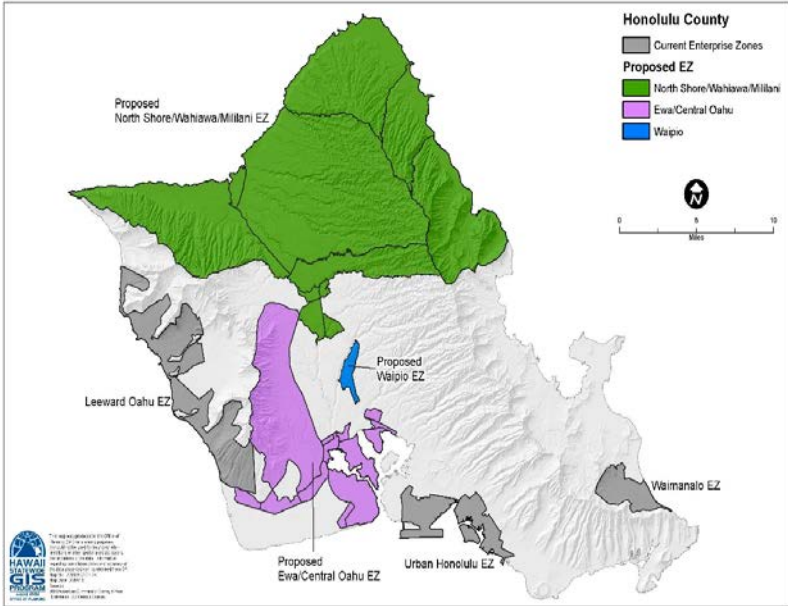 Honolulu County
Current Enterprise Zones
Proposed EZ
North Shore/Wahiawa/Mililani
Ewa/Central Oahu
Waipio
N
0 5 10
Miles
Proposed
North Shore/Wahiawa/Mililani EZ
Proposed
Waipio EZ
Leeward Oahu EZ
Waimanalo EZ
Urban Honolulu EZ
Proposed
Ewa/Central Oahu EZ
HAWAII
STATEWIDE
GIS
PROGRAM